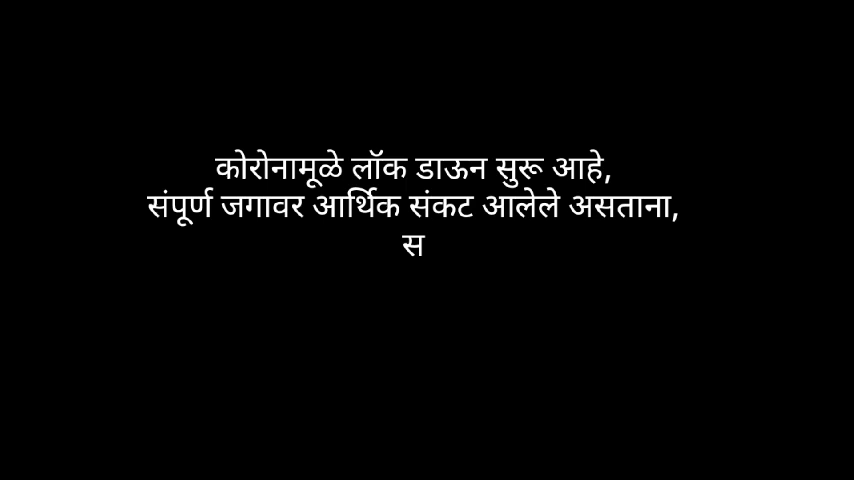 कोरोनामूळे लॉक डाऊन सुरू आहे,
संपूर्ण जगावर आर्थिक संकट आलेले असताना,
स